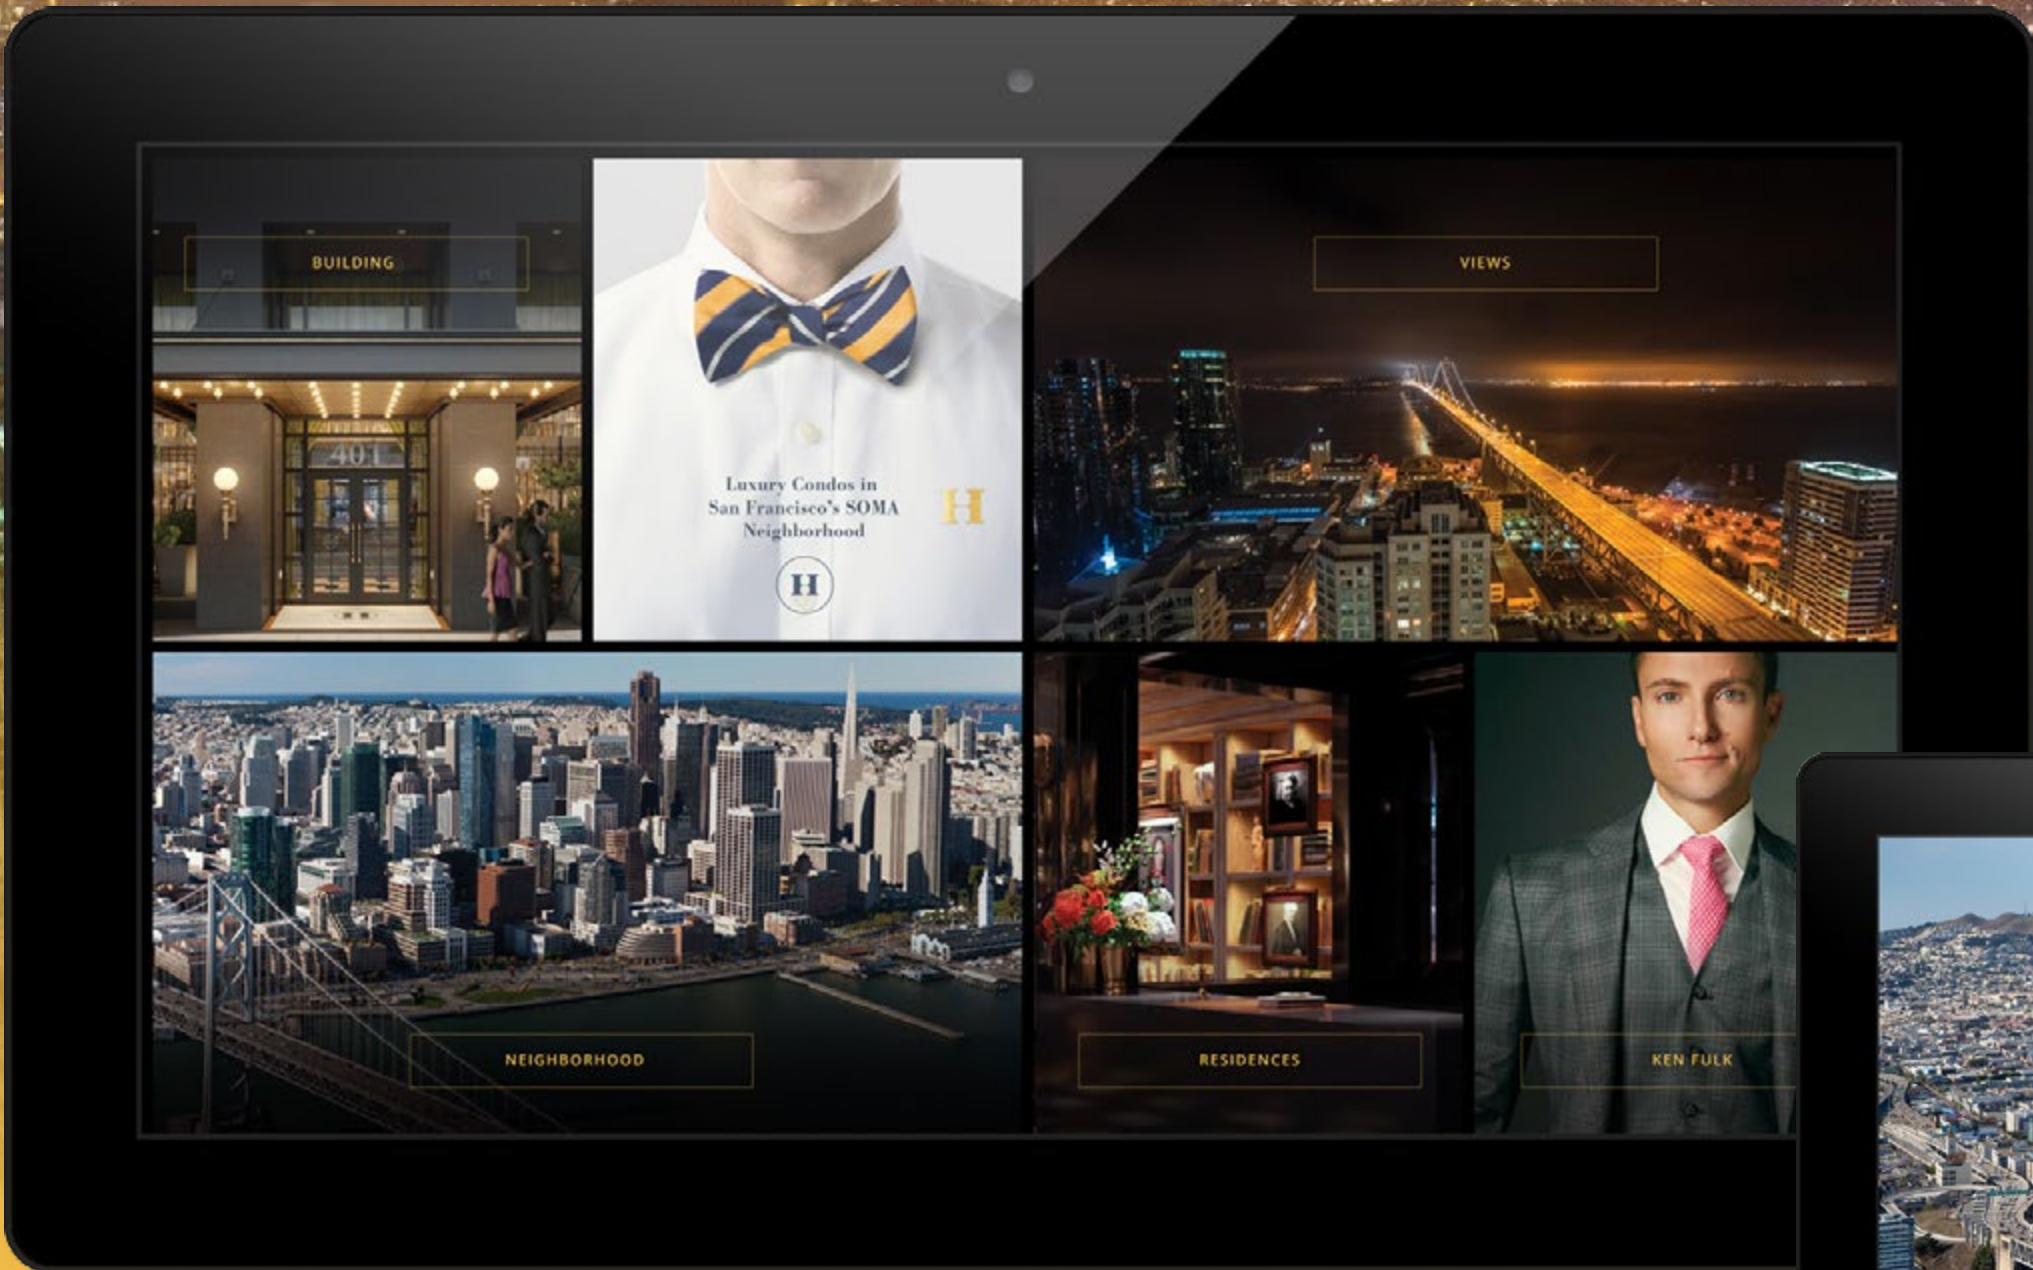 BUILDING
401
Luxury Condos in
San Francisco's SOMA
Neighborhood
H
H
VIEWS
NEIGHBORHOOD
RESIDENCES
KEN FULK